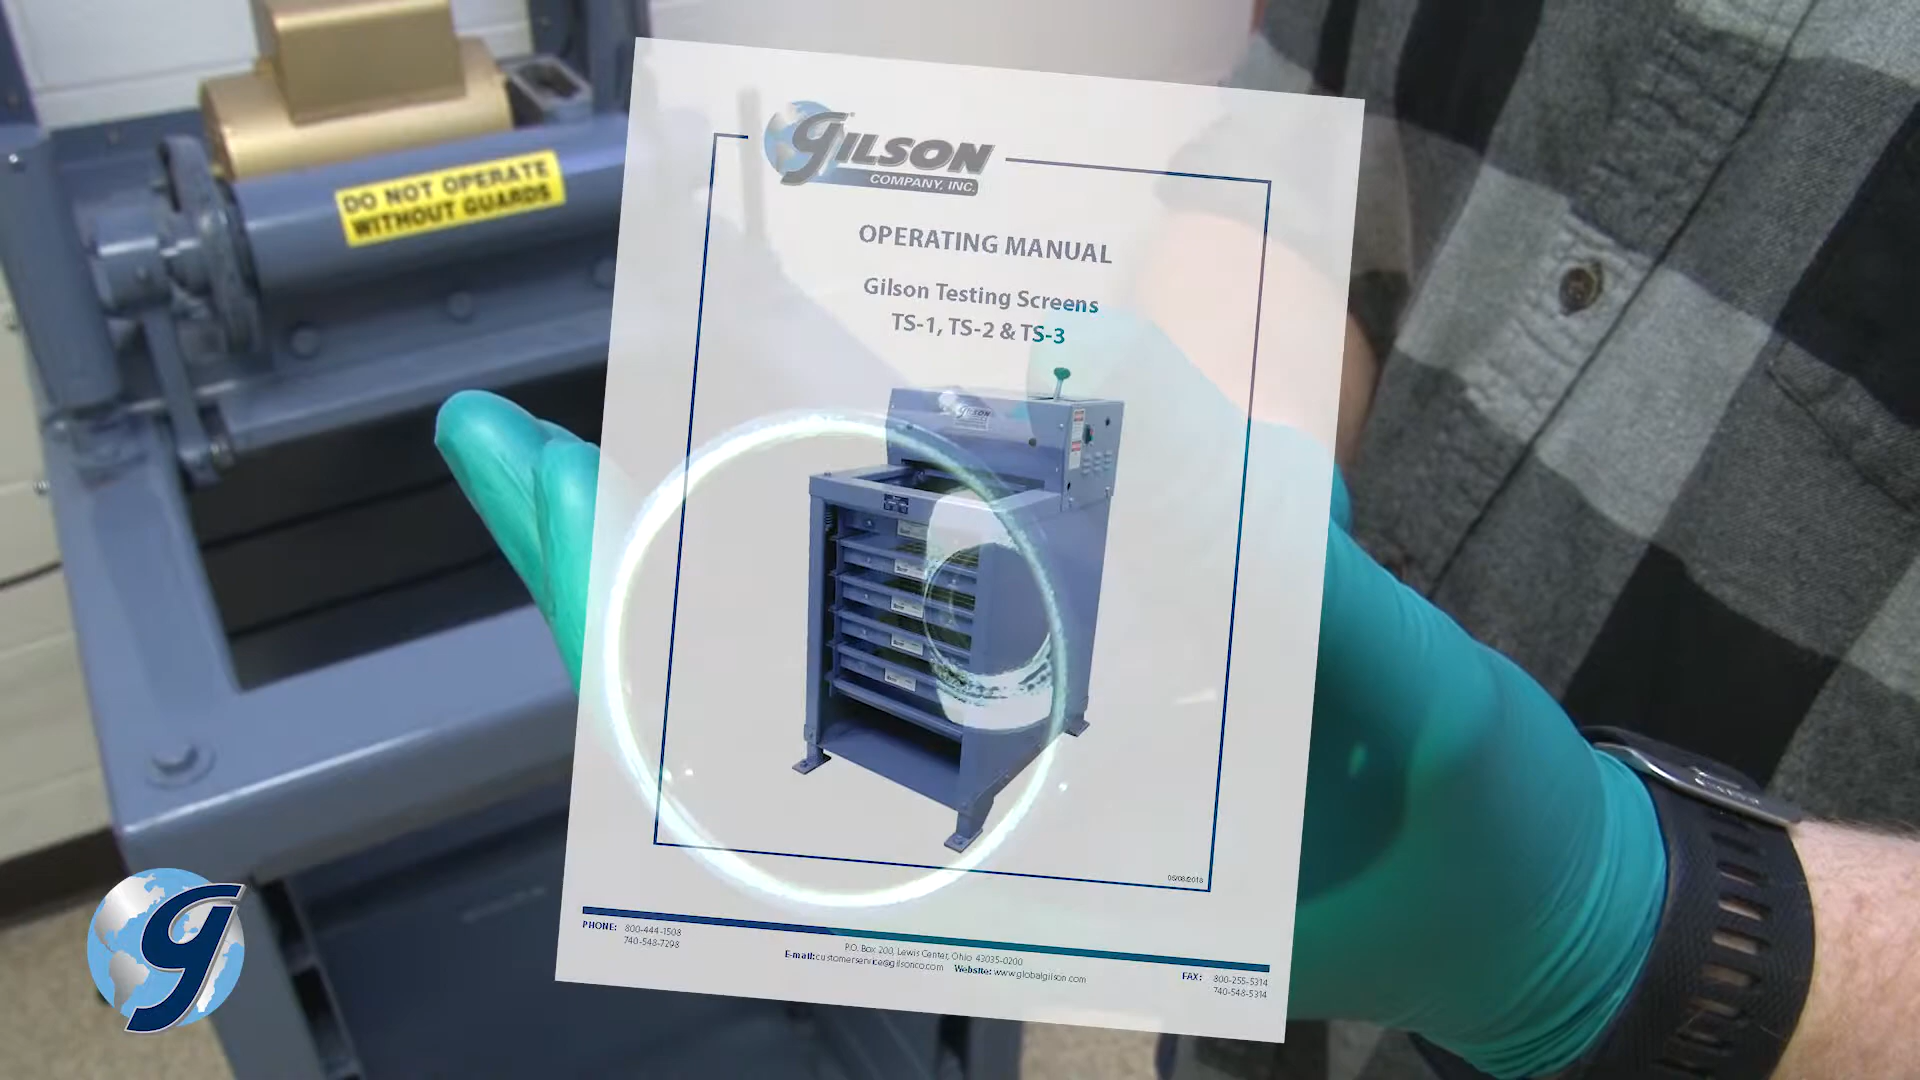 DO NOT OPERATE
WITHOUT GUARDS
GILSON
COMPANY, INC.
OPERATING MANUAL
Gilson Testing Screens
TS-1, TS-2 & TS-3
GILSON
PHONE: 800-444-1508
740-548-7298
P.O. Box 200, Lewis Center, Ohio 43035-0200
E-mail:customerservice@gilsonco.com Website: www.globalgilson.com
FAX: 800-255-5314
740-548-5314
g